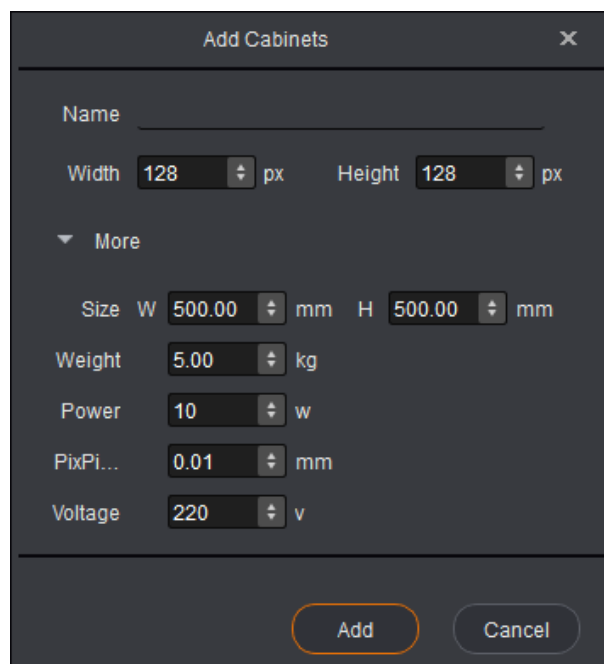 Add Cabinets
Name
Width 128 px Height 128 px
More
Size W 500.00 mm H 500.00 mm
Weight 5.00 kg
Power 10 w
PixPi... 0.01 mm
Voltage 220 v
Add Cancel